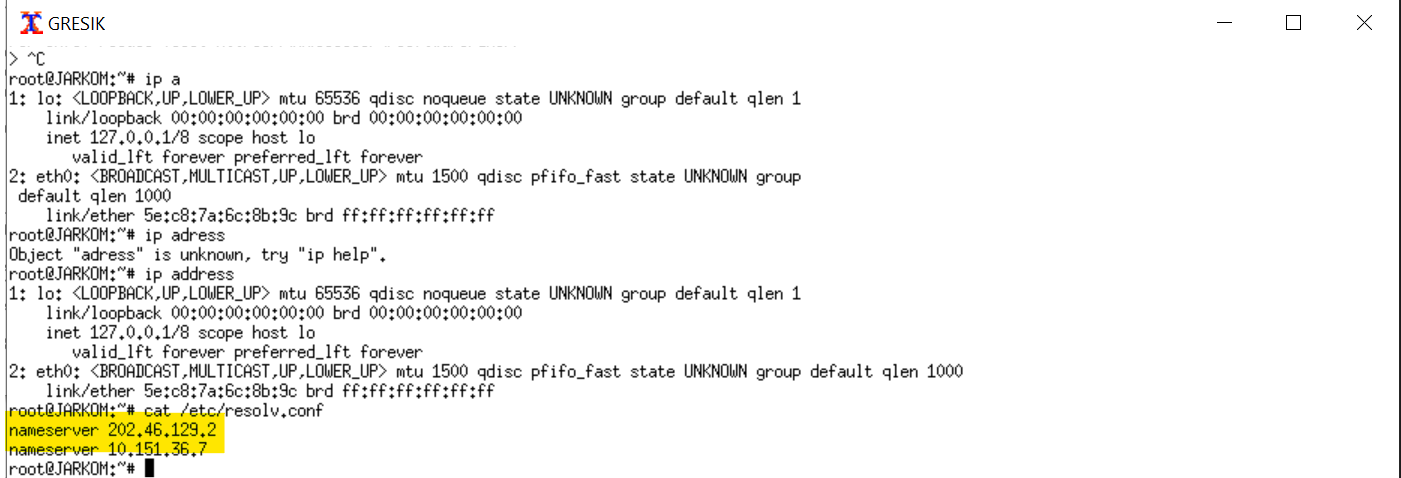 GRESIK
> ^C
root@JARKOM:~# ip a
1: lo: <LOOPBACK,UP,LOWER_UP> mtu 65536 qdisc noqueue state UNKNOWN group default qlen 1
    link/loopback 00:00:00:00:00:00 brd 00:00:00:00:00:00
    inet 127.0.0.1/8 scope host lo
       valid_lft forever preferred_lft forever
2: eth0: <BROADCAST,MULTICAST,UP,LOWER_UP> mtu 1500 qdisc pfifo_fast state UNKNOWN group
 default qlen 1000
    link/ether 5e:c8:7a:6c:8b:9c brd ff:ff:ff:ff:ff:ff
root@JARKOM:~# ip adress
Object "adress" is unknown, try "ip help".
root@JARKOM:~# ip address
1: lo: <LOOPBACK,UP,LOWER_UP> mtu 65536 qdisc noqueue state UNKNOWN group default qlen 1
    link/loopback 00:00:00:00:00:00 brd 00:00:00:00:00:00
    inet 127.0.0.1/8 scope host lo
       valid_lft forever preferred_lft forever
2: eth0: <BROADCAST,MULTICAST,UP,LOWER_UP> mtu 1500 qdisc pfifo_fast state UNKNOWN group default qlen 1000
    link/ether 5e:c8:7a:6c:8b:9c brd ff:ff:ff:ff:ff:ff
root@JARKOM:~# cat /etc/resolv.conf
nameserver 202.46.129.2
nameserver 10.151.36.7
root@JARKOM:~#